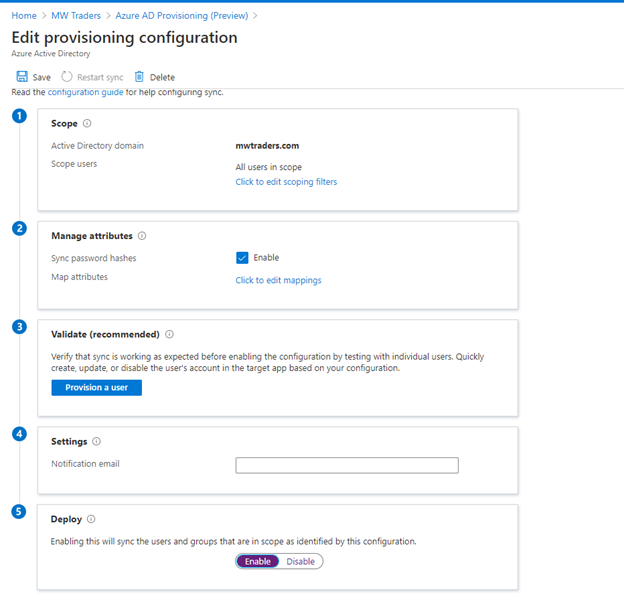 Home > MW Traders > Azure AD Provisioning (Preview) >
Edit provisioning configuration
Azure Active Directory
Save Restart sync Delete
Read the configuration guide for help configuring sync.
1 Scope
Active Directory domain mwtraders.com
Scope users All users in scope
Click to edit scoping filters
2 Manage attributes
Sync password hashes Enable
Map attributes Click to edit mappings
3 Validate (recommended)
Verify that sync is working as expected before enabling the configuration by testing with individual users. Quickly
create, update, or disable the user's account in the target app based on your configuration.
Provision a user
4 Settings
Notification email
5 Deploy
Enabling this will sync the users and groups that are in scope as identified by this configuration.
Enable Disable